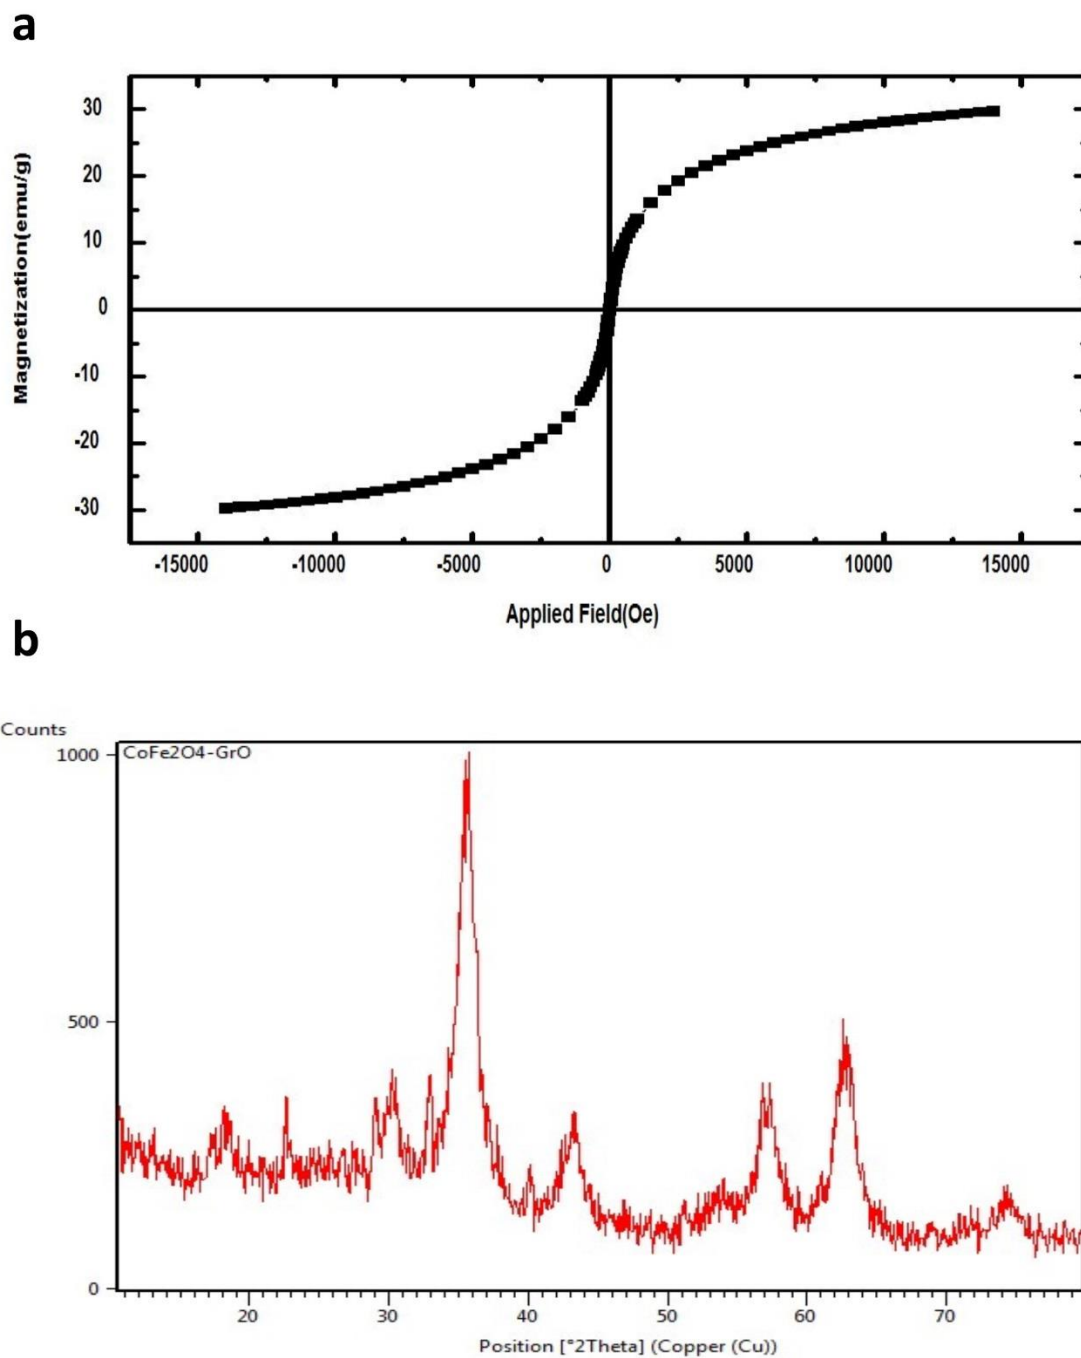 a
Magnetization(emu/g)
30
20
10
0
-10
-20
-30
-15000 -10000 -5000 0 5000 10000 15000
Applied Field(Oe)
b
Counts
CoFe2O4-GrO
1000
500
0
20 30 40 50 60 70
Position [°2Theta] (Copper (Cu))